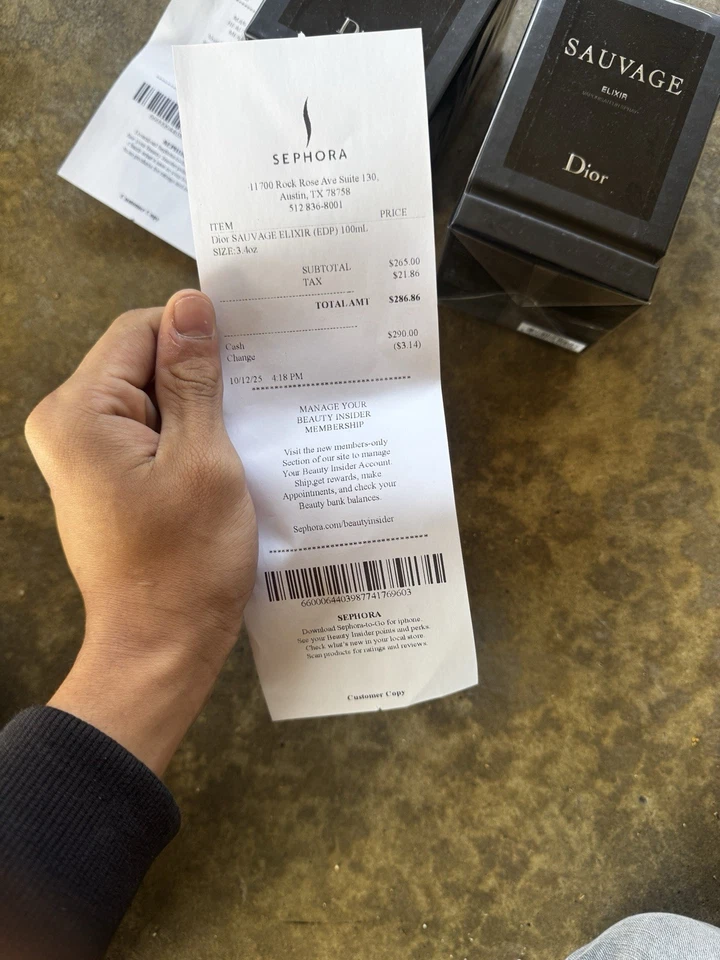 SEPHORA
11700 Rock Rose Ave Suite 130,
Austin, TX 78758
512 836-8001
ITEM PRICE
Dior SAUVAGE ELIXIR (EDP) 100mL
SIZE:3.4oz
SUBTOTAL $265.00
TAX $21.86
TOTAL AMT $286.86
Cash $290.00
Change ($3.14)
10/12/25 4:18 PM
MANAGE YOUR
BEAUTY INSIDER
MEMBERSHIP
Visit the new members-only
Section of our site to manage
Your Beauty Insider Account.
Ship,get rewards, make
Appointments, and check your
Beauty bank balances.
Sephora.com/beautyinsider
6600064403987741769603
SEPHORA
Download Sephora-to-Go for iphone.
See your Beauty Insider points and perks.
Check what's new in your local store.
Scan products for ratings and reviews.
Customer Copy
SAUVAGE
ELIXIR
Dior
Customer Copy